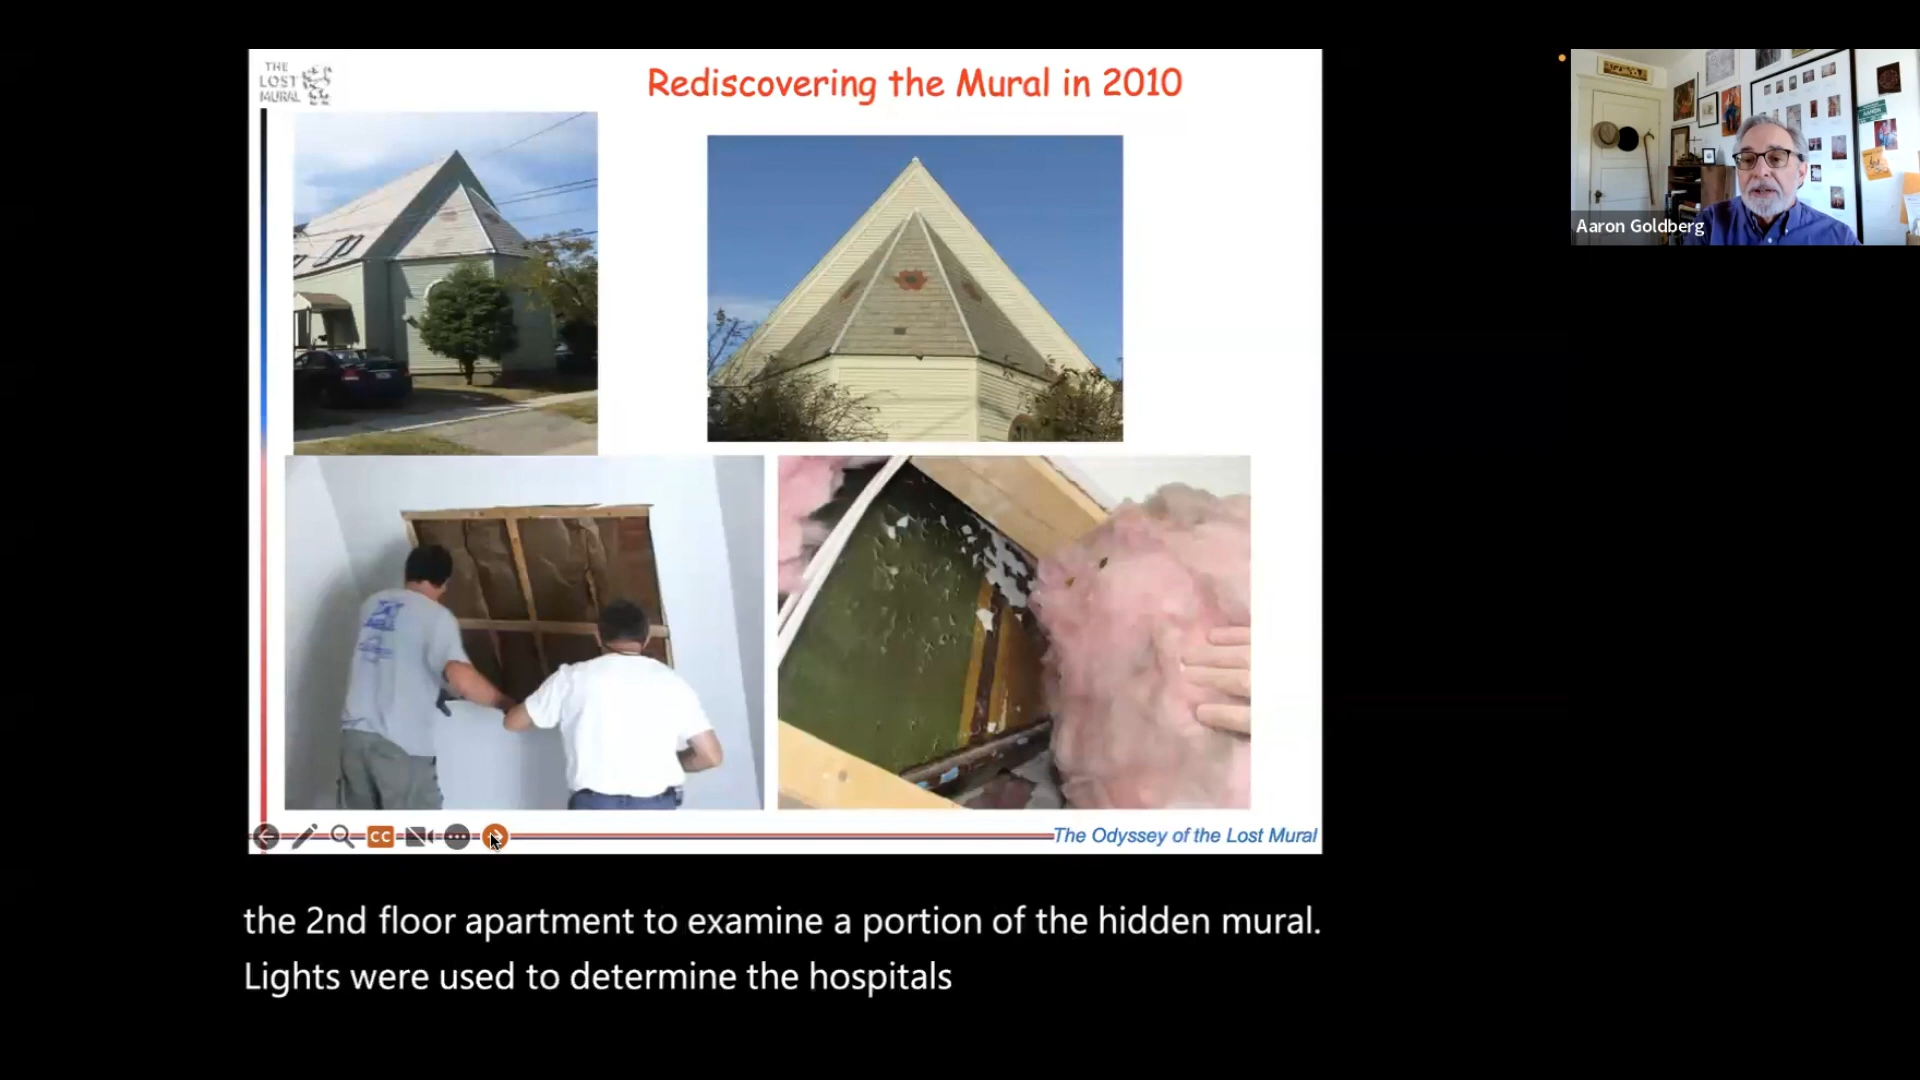 THE
LOST
MURAL
Rediscovering the Mural in 2010
Aaron Goldberg
CC
The Odyssey of the Lost Mural
the 2nd floor apartment to examine a portion of the hidden mural.
Lights were used to determine the hospitals